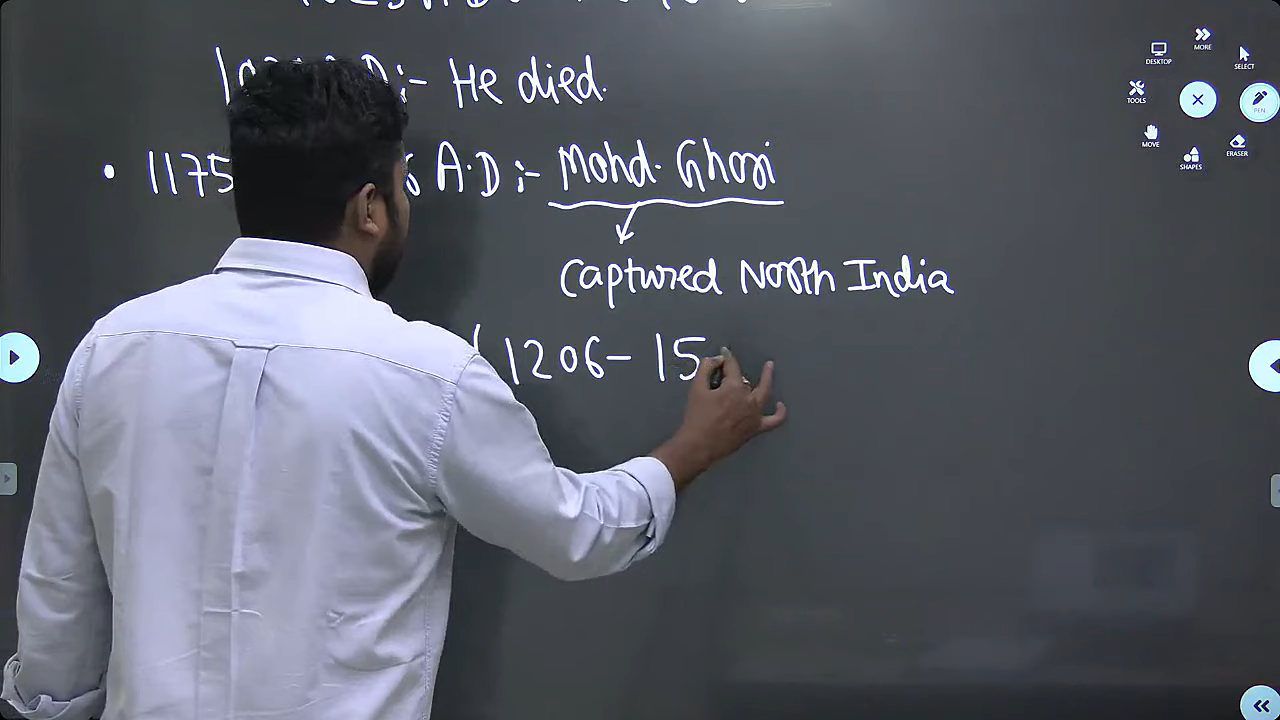 He died.
• 1175 A.D :- Mohd. Ghori
Captured North India
( 1206 - 15
MORE
DESKTOP
SELECT
TOOLS
PEN
MOVE
ERASER
SHAPES